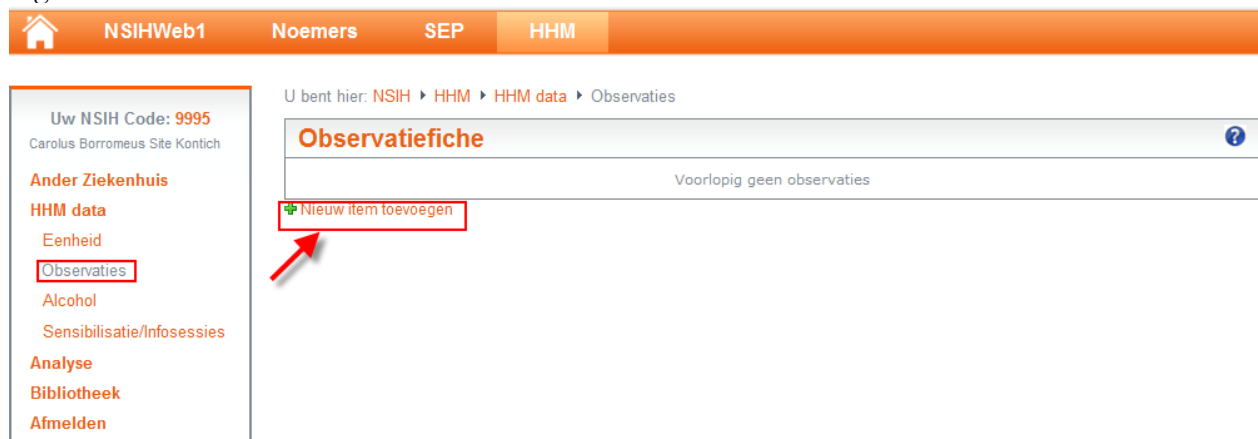 NSIHWeb1 Noemers SEP HHM
U bent hier: NSIH HHM HHM data Observaties
Uw NSIH Code: 9995
Carolus Borromeus Site Kontich
Ander Ziekenhuis
HHM data
Eenheid
Observaties
Alcohol
Sensibilisatie/Infosessies
Analyse
Bibliotheek
Afmelden
Observatiefiche ?
Voorlopig geen observaties
Nieuw item toevoegen